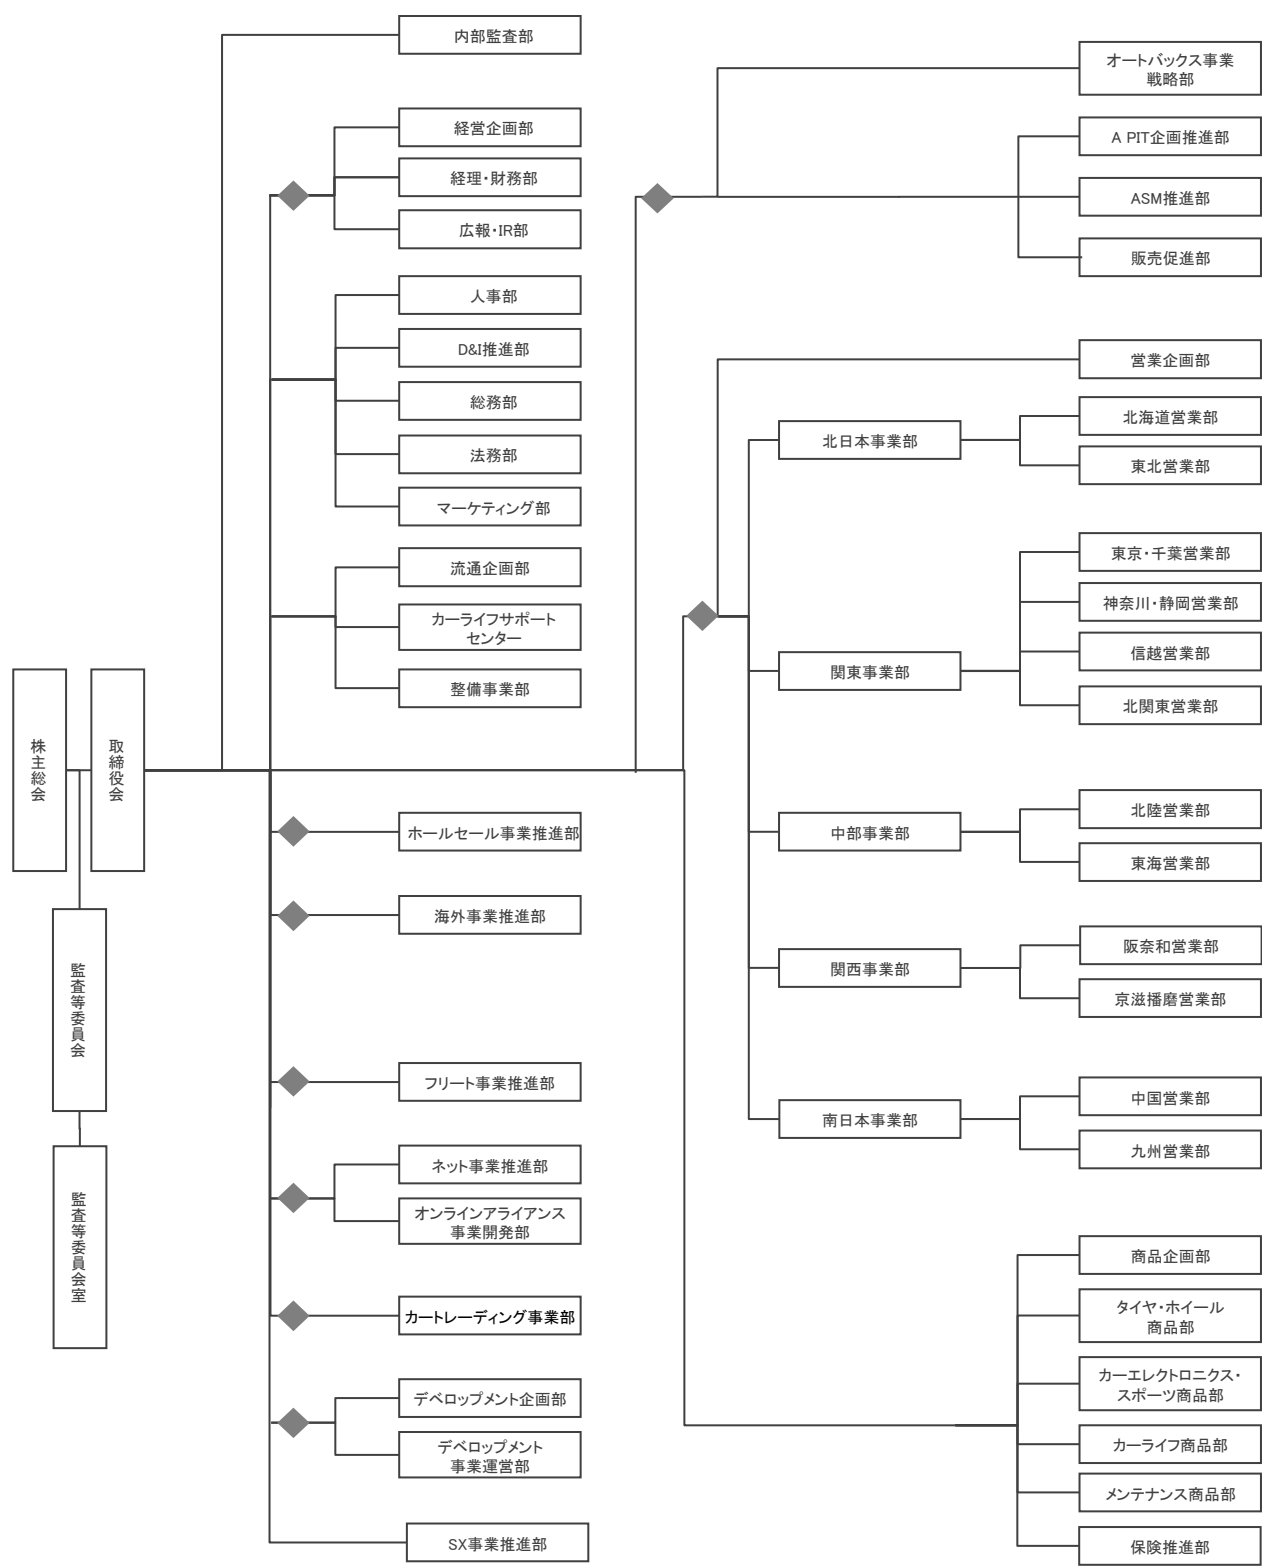 株主総会
取締役会
監査等委員会
監査等委員会室
内部監査部
経営企画部
経理・財務部
広報・IR部
人事部
D&I推進部
総務部
法務部
マーケティング部
流通企画部
カーライフサポート
センター
整備事業部
ホールセール事業推進部
海外事業推進部
フリート事業推進部
ネット事業推進部
オンラインアライアンス
事業開発部
カートレーディング事業部
デベロップメント企画部
デベロップメント
事業運営部
SX事業推進部
オートバックス事業
戦略部
A PIT企画推進部
ASM推進部
販売促進部
営業企画部
北日本事業部
北海道営業部
東北営業部
関東事業部
東京・千葉営業部
神奈川・静岡営業部
信越営業部
北関東営業部
中部事業部
北陸営業部
東海営業部
関西事業部
阪奈和営業部
京滋播磨営業部
南日本事業部
中国営業部
九州営業部
商品企画部
タイヤ・ホイール
商品部
カーエレクトロニクス・
スポーツ商品部
カーライフ商品部
メンテナンス商品部
保険推進部